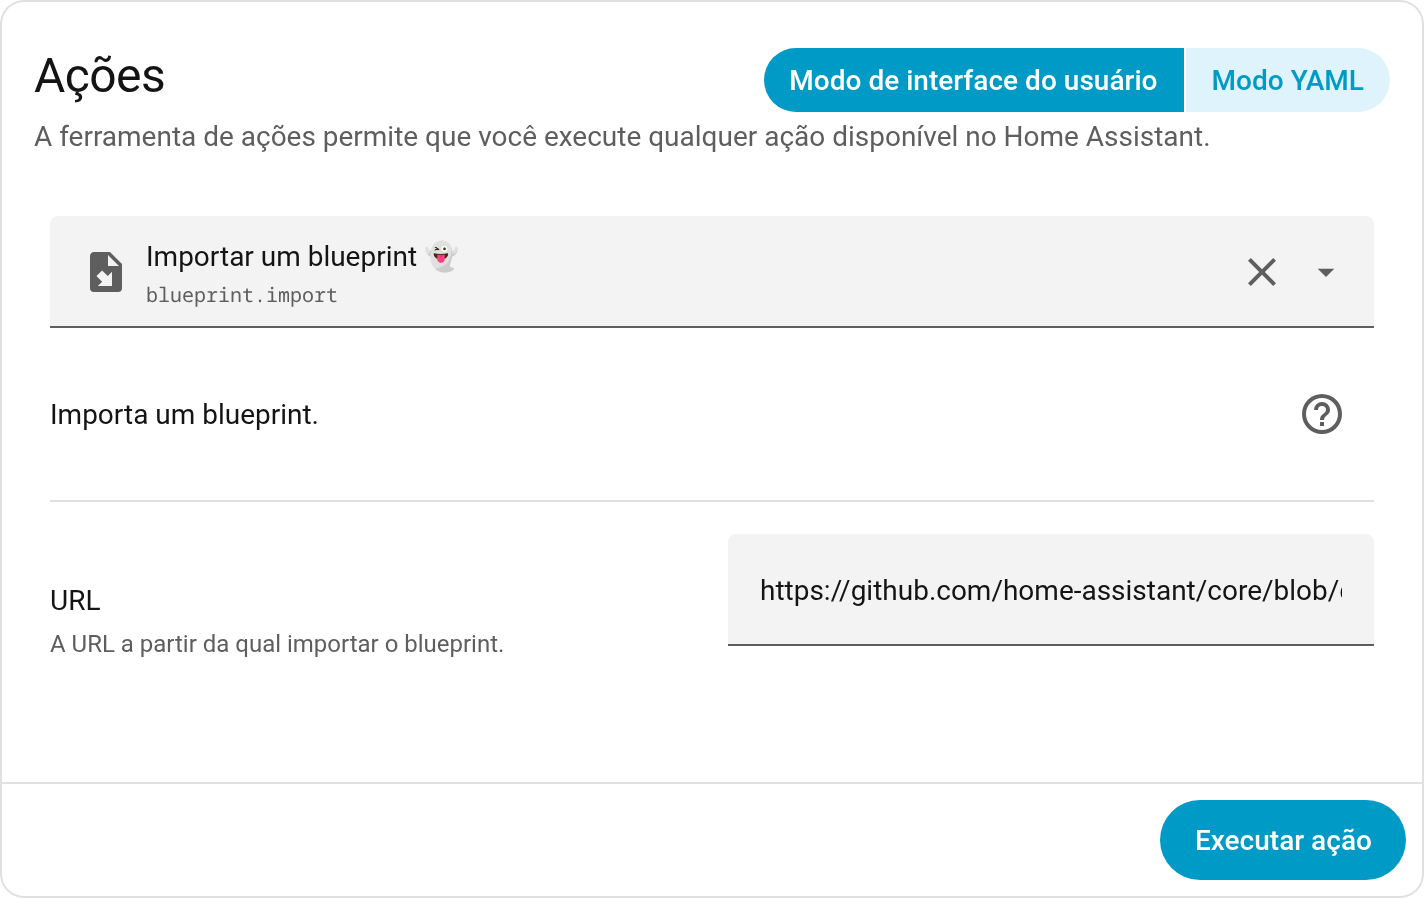 Ações
Modo de interface do usuário
Modo YAML
A ferramenta de ações permite que você execute qualquer ação disponível no Home Assistant.
Importar um blueprint 👻
blueprint.import
Importa um blueprint.
URL
A URL a partir da qual importar o blueprint.
https://github.com/home-assistant/core/blob/
Executar ação